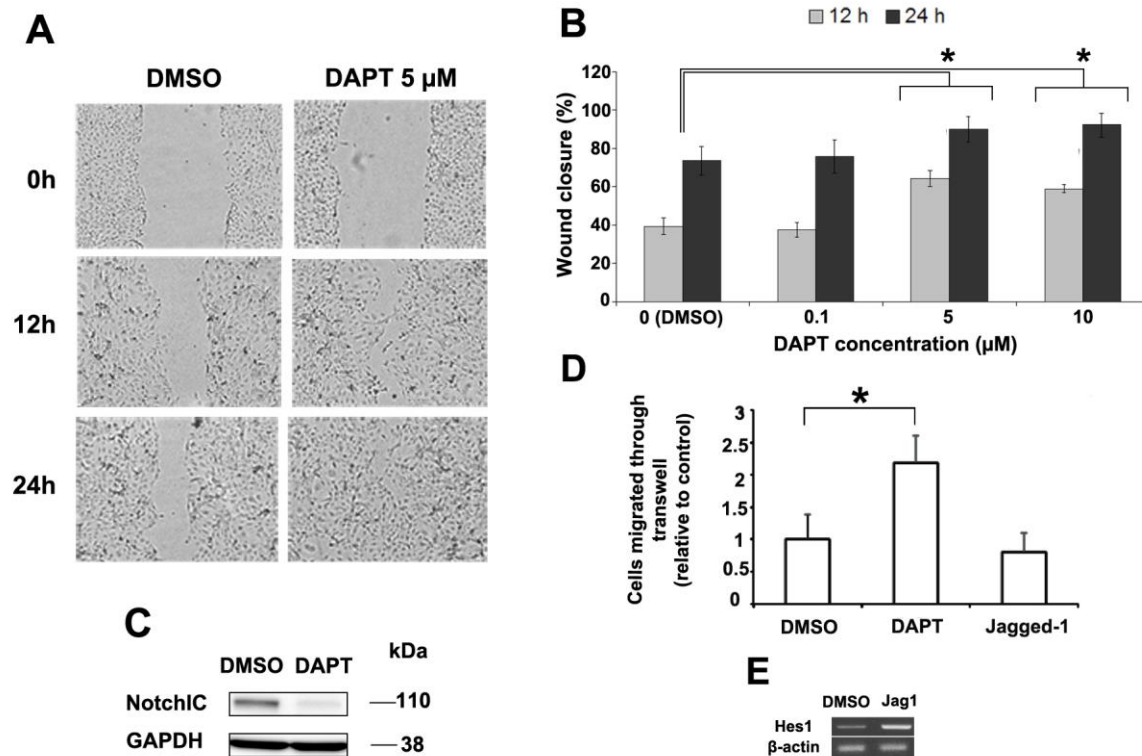 A
DMSO DAPT 5 µM
0h
12h
24h
B
12 h 24 h
* *
Wound closure (%)
120
100
80
60
40
20
0
0 (DMSO) 0.1 5 10
DAPT concentration (µM)
C
DMSO DAPT kDa
NotchIC 110
GAPDH 38
D
*
Cells migrated through
transwell
(relative to control)
3
2.5
2
1.5
1
0.5
0
DMSO DAPT Jagged-1
E
DMSO Jag1
Hes1
β-actin